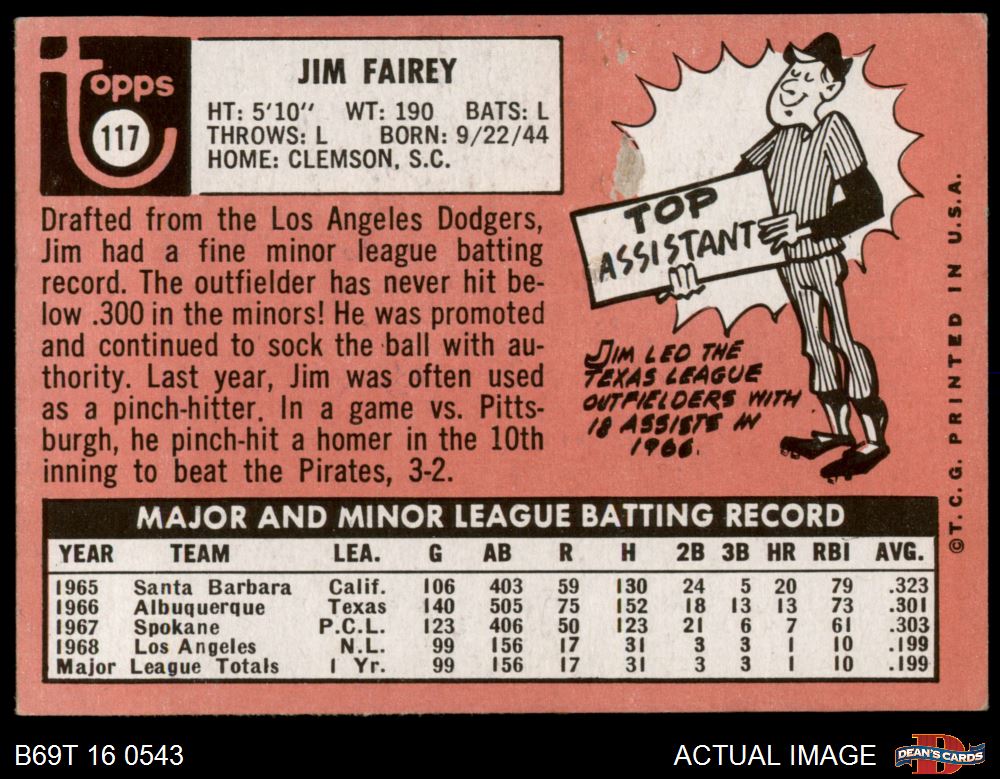 Topps
117
JIM FAIREY
HT: 5'10" WT: 190 BATS: L
THROWS: L BORN: 9/22/44
HOME: CLEMSON, S.C.
Drafted from the Los Angeles Dodgers,
Jim had a fine minor league batting
record. The outfielder has never hit be-
low .300 in the minors! He was promoted
and continued to sock the ball with au-
thority. Last year, Jim was often used
as a pinch-hitter. In a game vs. Pitts-
burgh, he pinch-hit a homer in the 10th
inning to beat the Pirates, 3-2.
TOP
ASSISTANT
JIM LED THE
TEXAS LEAGUE
OUTFIELDERS WITH
18 ASSISTS IN
1966.
©T.C.G. PRINTED IN U.S.A.
MAJOR AND MINOR LEAGUE BATTING RECORD
YEAR TEAM LEA. G AB R H 2B 3B HR RBI AVG.
1965 Santa Barbara Calif. 106 403 59 130 24 5 20 79 .323
1966 Albuquerque Texas 140 505 75 152 18 13 13 73 .301
1967 Spokane P.C.L. 123 406 50 123 21 6 7 61 .303
1968 Los Angeles N.L. 99 156 17 31 3 3 1 10 .199
Major League Totals 1 Yr. 99 156 17 31 3 3 1 10 .199
B69T 16 0543
ACTUAL IMAGE
D
DEAN'S CARDS